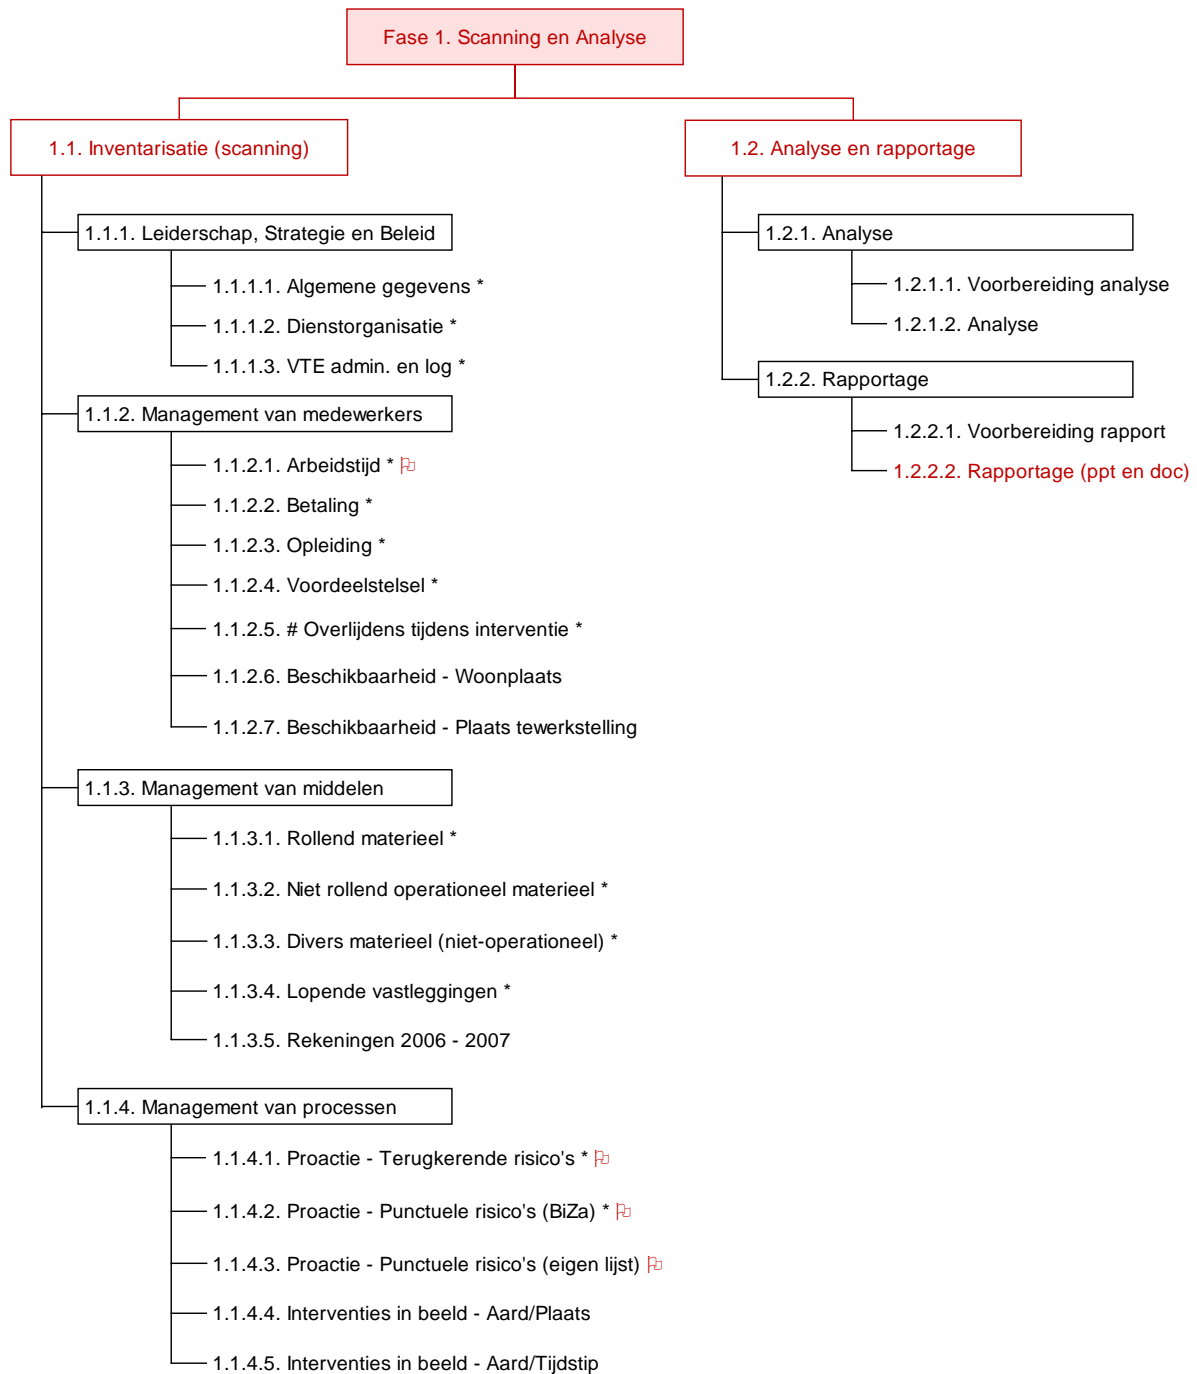 Fase 1. Scanning en Analyse
1.1. Inventarisatie (scanning)
1.1.1. Leiderschap, Strategie en Beleid
1.1.1.1. Algemene gegevens *
1.1.1.2. Dienstorganisatie *
1.1.1.3. VTE admin. en log *
1.1.2. Management van medewerkers
1.1.2.1. Arbeidstijd *
1.1.2.2. Betaling *
1.1.2.3. Opleiding *
1.1.2.4. Voordeelstelsel *
1.1.2.5. # Overlijdens tijdens interventie *
1.1.2.6. Beschikbaarheid - Woonplaats
1.1.2.7. Beschikbaarheid - Plaats tewerkstelling
1.1.3. Management van middelen
1.1.3.1. Rollend materieel *
1.1.3.2. Niet rollend operationeel materieel *
1.1.3.3. Divers materieel (niet-operationeel) *
1.1.3.4. Lopende vastleggingen *
1.1.3.5. Rekeningen 2006 - 2007
1.1.4. Management van processen
1.1.4.1. Proactie - Terugkerende risico's *
1.1.4.2. Proactie - Punctuele risico's (BiZa) *
1.1.4.3. Proactie - Punctuele risico's (eigen lijst)
1.1.4.4. Interventies in beeld - Aard/Plaats
1.1.4.5. Interventies in beeld - Aard/Tijdstip
1.2. Analyse en rapportage
1.2.1. Analyse
1.2.1.1. Voorbereiding analyse
1.2.1.2. Analyse
1.2.2. Rapportage
1.2.2.1. Voorbereiding rapport
1.2.2.2. Rapportage (ppt en doc)